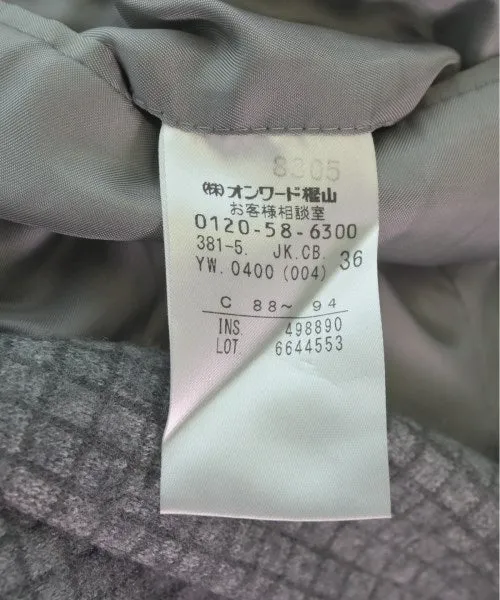 8305
(株)オンワード樫山
お客様相談室
0120-58-6300
381-5. JK.CB. 36
YW. 0400 (004)
C 88～ 94
INS. 498890
LOT. 6644553